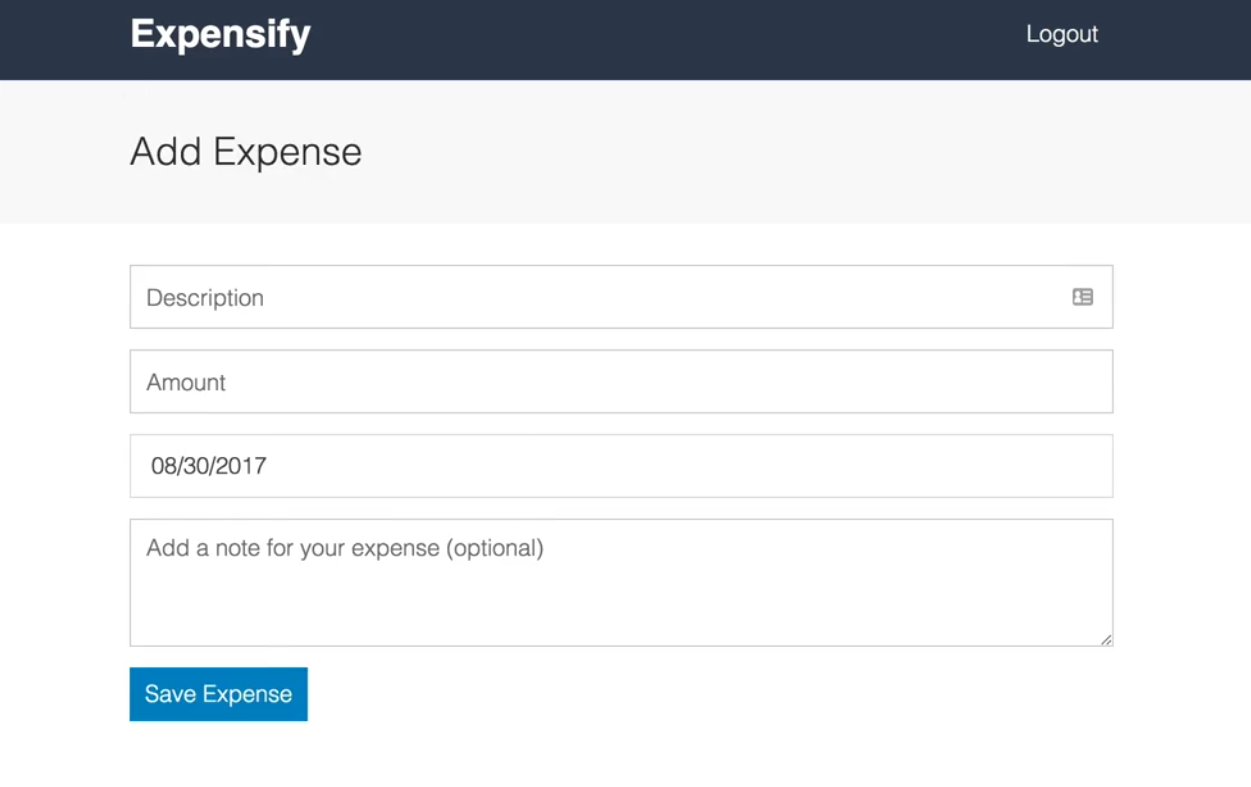 Expensify
Logout
Add Expense
Description
Amount
08/30/2017
Add a note for your expense (optional)
Save Expense